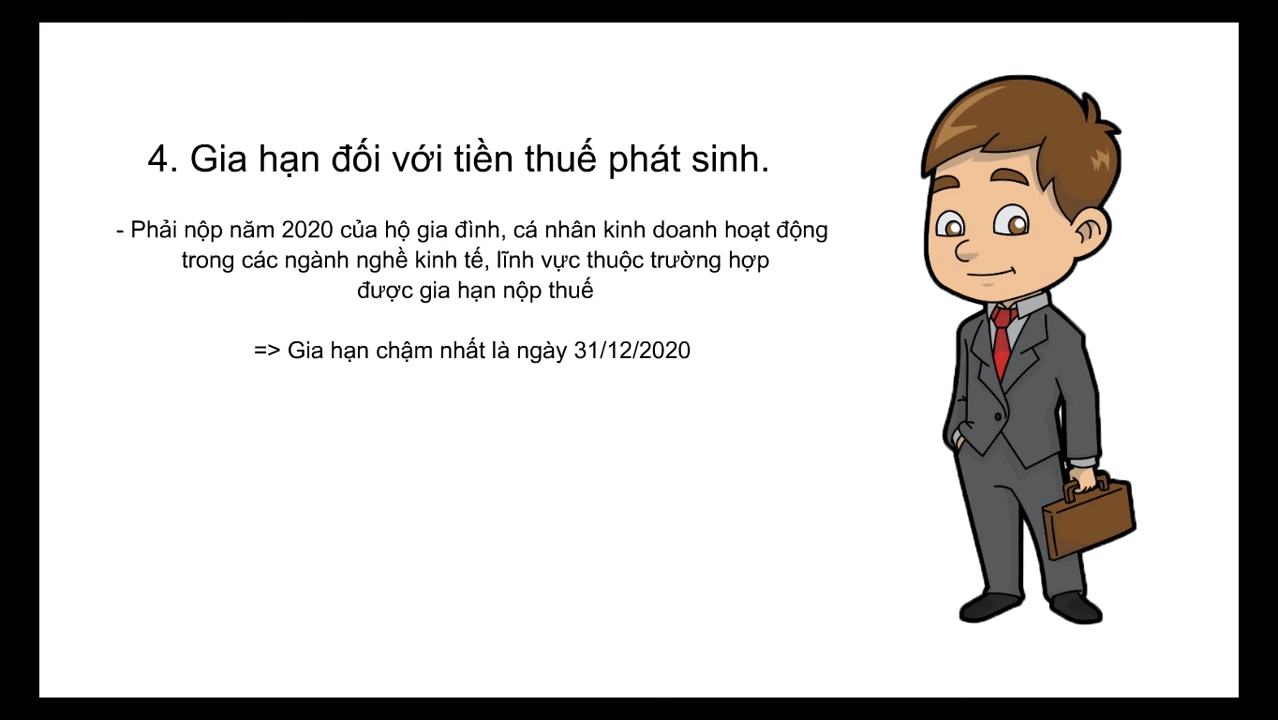 4. Gia hạn đối với tiền thuế phát sinh.
- Phải nộp năm 2020 của hộ gia đình, cá nhân kinh doanh hoạt động
trong các ngành nghề kinh tế, lĩnh vực thuộc trường hợp
được gia hạn nộp thuế
=> Gia hạn chậm nhất là ngày 31/12/2020